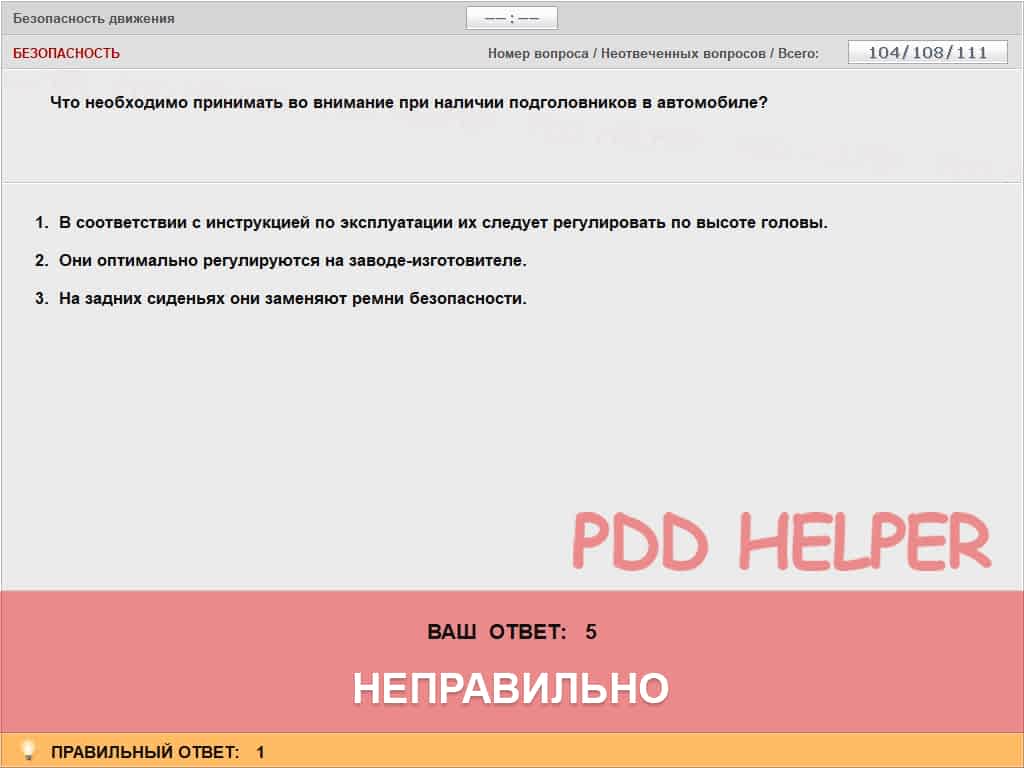 Безопасность движения
–– : ––
БЕЗОПАСНОСТЬ
Номер вопроса / Неотвеченных вопросов / Всего:
104/108/111
Что необходимо принимать во внимание при наличии подголовников в автомобиле?
1. В соответствии с инструкцией по эксплуатации их следует регулировать по высоте головы.
2. Они оптимально регулируются на заводе-изготовителе.
3. На задних сиденьях они заменяют ремни безопасности.
PDD HELPER
ВАШ ОТВЕТ: 5
НЕПРАВИЛЬНО
ПРАВИЛЬНЫЙ ОТВЕТ: 1